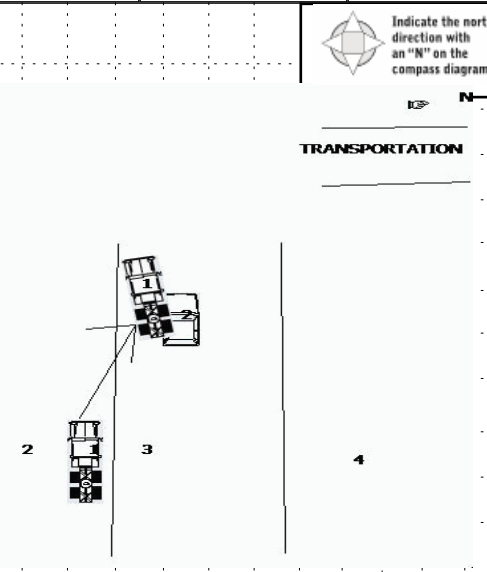 Indicate the nort
direction with
an "N" on the
compass diagram
N
TRANSPORTATION
1
2
2
1
3
4